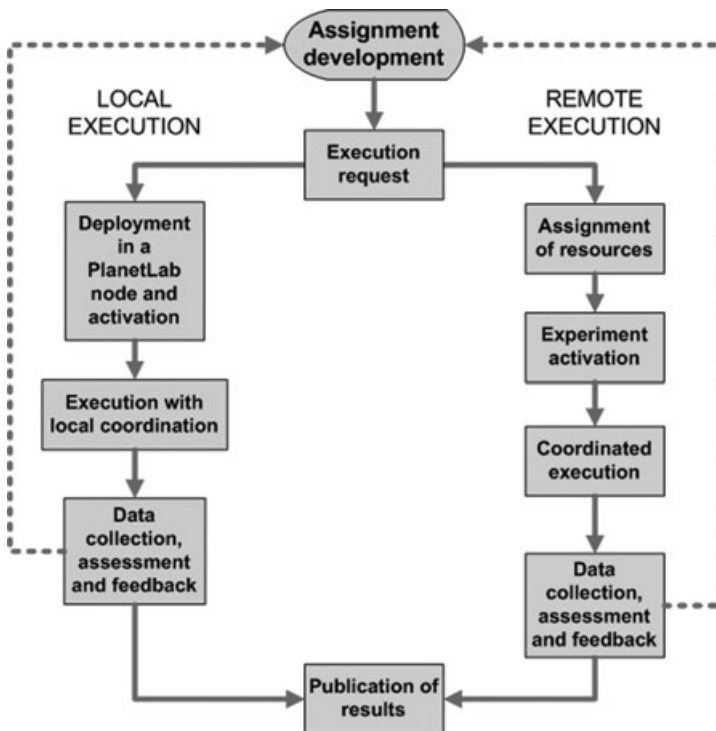 Assignment
development
LOCAL
EXECUTION
REMOTE
EXECUTION
Execution
request
Deployment
in a
PlanetLab
node and
activation
Execution with
local coordination
Data
collection,
assessment
and feedback
Assignment
of resources
Experiment
activation
Coordinated
execution
Data
collection,
assessment
and feedback
Publication of
results